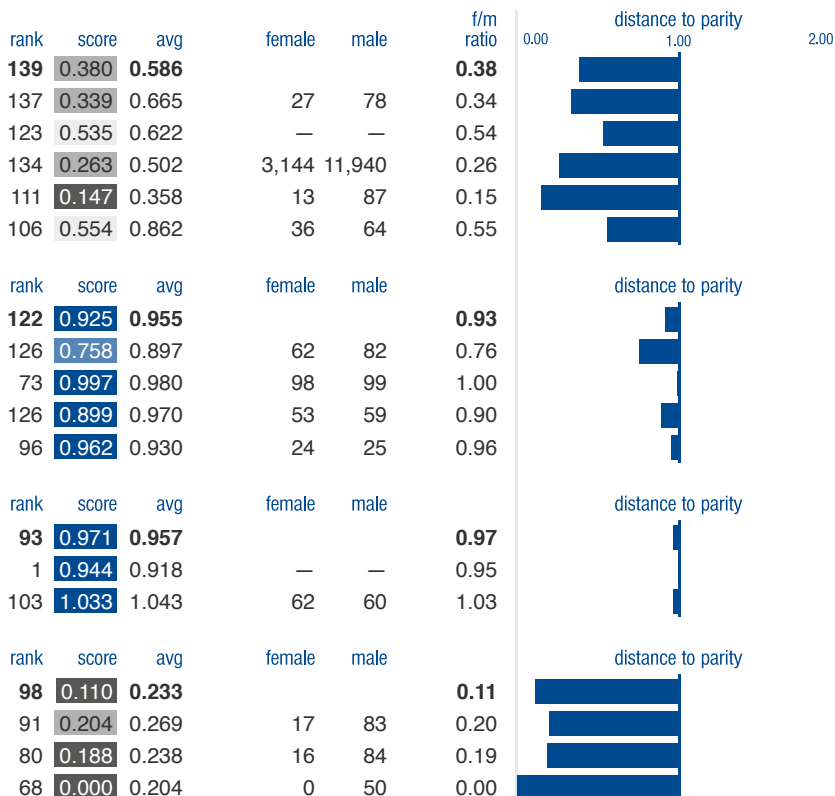 f/m distance to parity
rank score avg female male ratio 0.00 1.00 2.00
139 0.380 0.586 0.38
137 0.339 0.665 27 78 0.34
123 0.535 0.622 — — 0.54
134 0.263 0.502 3,144 11,940 0.26
111 0.147 0.358 13 87 0.15
106 0.554 0.862 36 64 0.55
rank score avg female male distance to parity
122 0.925 0.955 0.93
126 0.758 0.897 62 82 0.76
73 0.997 0.980 98 99 1.00
126 0.899 0.970 53 59 0.90
96 0.962 0.930 24 25 0.96
rank score avg female male distance to parity
93 0.971 0.957 0.97
1 0.944 0.918 — — 0.95
103 1.033 1.043 62 60 1.03
rank score avg female male distance to parity
98 0.110 0.233 0.11
91 0.204 0.269 17 83 0.20
80 0.188 0.238 16 84 0.19
68 0.000 0.204 0 50 0.00